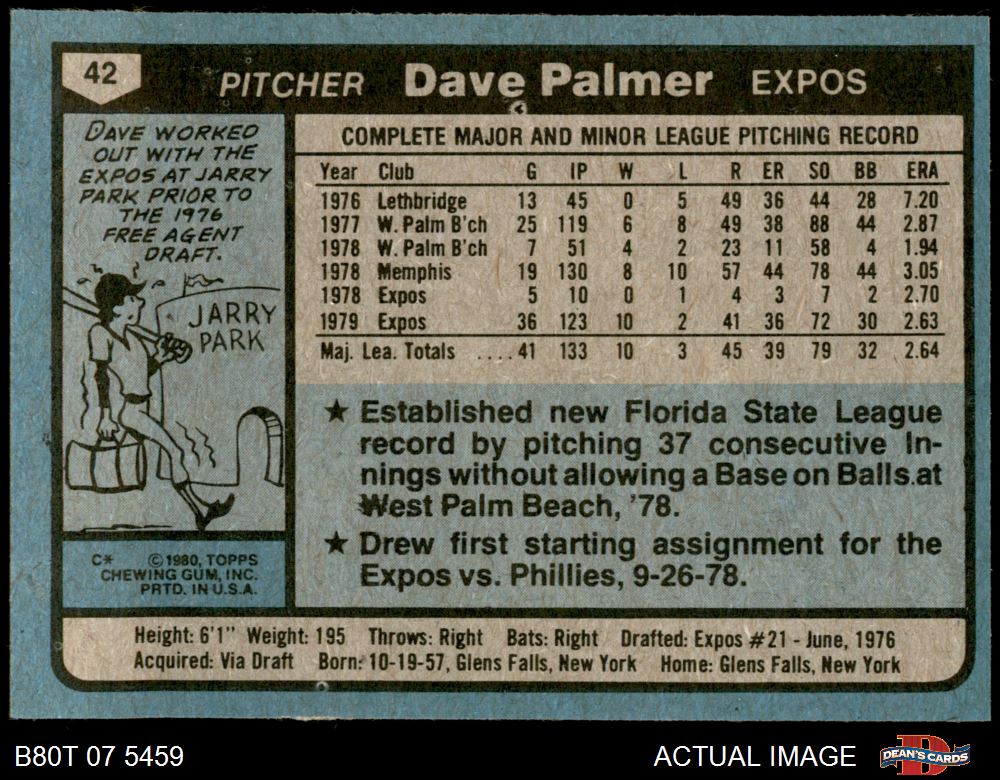 42
PITCHER Dave Palmer EXPOS
DAVE WORKED
OUT WITH THE
EXPOS AT JARRY
PARK PRIOR TO
THE 1976
FREE AGENT
DRAFT.
JARRY
PARK
C* © 1980, TOPPS
CHEWING GUM, INC.
PRTD. IN U.S.A.
COMPLETE MAJOR AND MINOR LEAGUE PITCHING RECORD
Year Club G IP W L R ER SO BB ERA
1976 Lethbridge 13 45 0 5 49 36 44 28 7.20
1977 W. Palm B'ch 25 119 6 8 49 38 88 44 2.87
1978 W. Palm B'ch 7 51 4 2 23 11 58 4 1.94
1978 Memphis 19 130 8 10 57 44 78 44 3.05
1978 Expos 5 10 0 1 4 3 7 2 2.70
1979 Expos 36 123 10 2 41 36 72 30 2.63
Maj. Lea. Totals ....41 133 10 3 45 39 79 32 2.64
★ Established new Florida State League
record by pitching 37 consecutive In-
nings without allowing a Base on Balls at
West Palm Beach, '78.
★ Drew first starting assignment for the
Expos vs. Phillies, 9-26-78.
Height: 6'1" Weight: 195 Throws: Right Bats: Right Drafted: Expos #21 - June, 1976
Acquired: Via Draft Born: 10-19-57, Glens Falls, New York Home: Glens Falls, New York
B80T 07 5459
ACTUAL IMAGE
D
DEAN'S CARDS